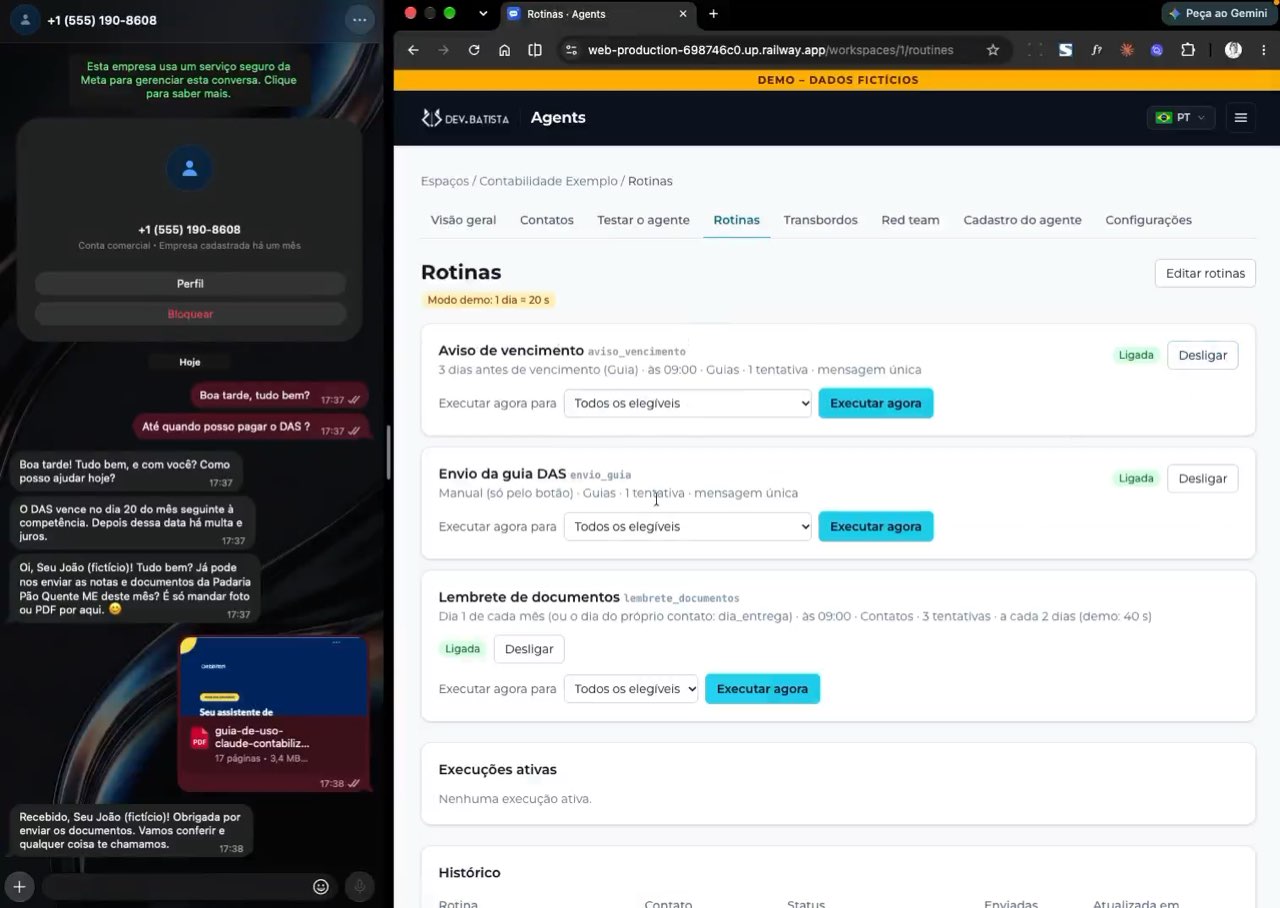 +1 (555) 190-8608
Esta empresa usa um serviço seguro da
Meta para gerenciar esta conversa. Clique
para saber mais.
+1 (555) 190-8608
Conta comercial • Empresa cadastrada há um mês
Perfil
Bloquear
Hoje
Boa tarde, tudo bem? 17:37
Até quando posso pagar o DAS ? 17:37
Boa tarde! Tudo bem, e com você? Como
posso ajudar hoje?
17:37
O DAS vence no dia 20 do mês seguinte à
competência. Depois dessa data há multa e
juros.
17:37
Oi, Seu João (fictício)! Tudo bem? Já pode
nos enviar as notas e documentos da Padaria
Pão Quente ME deste mês? É só mandar foto
ou PDF por aqui. 😊
17:37
Seu assistente de
PDF
guia-de-uso-
claude-contabiliz...
17 páginas • 3,4 MB...
17:38
Recebido, Seu João (fictício)! Obrigada por
enviar os documentos. Vamos conferir e
qualquer coisa te chamamos.
17:38
Rotinas · Agents
Peça ao Gemini
web-production-698746c0.up.railway.app/workspaces/1/routines
DEMO – DADOS FICTÍCIOS
DEV.BATISTA
Agents
PT
Espaços / Contabilidade Exemplo / Rotinas
Visão geral
Contatos
Testar o agente
Rotinas
Transbordos
Red team
Cadastro do agente
Configurações
Rotinas
Editar rotinas
Modo demo: 1 dia = 20 s
Aviso de vencimento aviso_vencimento
Ligada
Desligar
3 dias antes de vencimento (Guia) · às 09:00 · Guias · 1 tentativa · mensagem única
Executar agora para
Todos os elegíveis
Executar agora
Envio da guia DAS envio_guia
Ligada
Desligar
Manual (só pelo botão) · Guias · 1 tentativa · mensagem única
Executar agora para
Todos os elegíveis
Executar agora
Lembrete de documentos lembrete_documentos
Dia 1 de cada mês (ou o dia do próprio contato: dia_entrega) · às 09:00 · Contatos · 3 tentativas · a cada 2 dias (demo: 40 s)
Ligada
Desligar
Executar agora para
Todos os elegíveis
Executar agora
Execuções ativas
Nenhuma execução ativa.
Histórico
Rotina
Contato
Status
Enviadas
Atualizada em